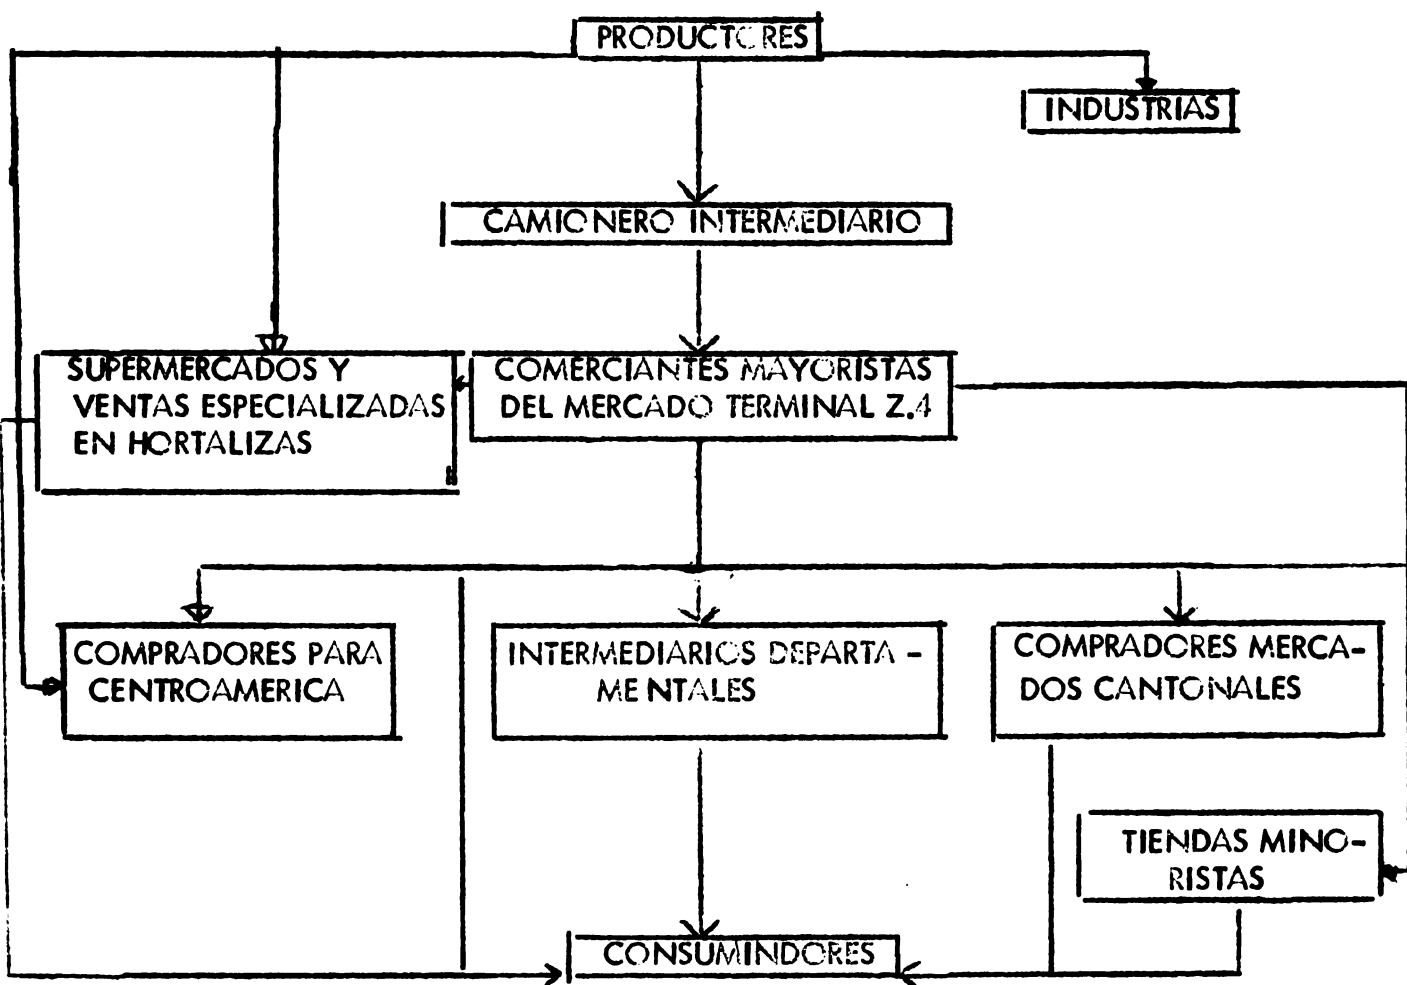 PRODUCTORES
INDUSTRIAS
CAMIONERO INTERMEDIARIO
SUPERMERCADOS Y
VENTAS ESPECIALIZADAS
EN HORTALIZAS
COMERCIANTES MAYORISTAS
DEL MERCADO TERMINAL Z.4
COMPRADORES PARA
CENTROAMERICA
INTERMEDIARIOS DEPARTA-
MENTALES
COMPRADORES MERCA-
DOS CANTONALES
TIENDAS MINO-
RISTAS
CONSUMINDORES